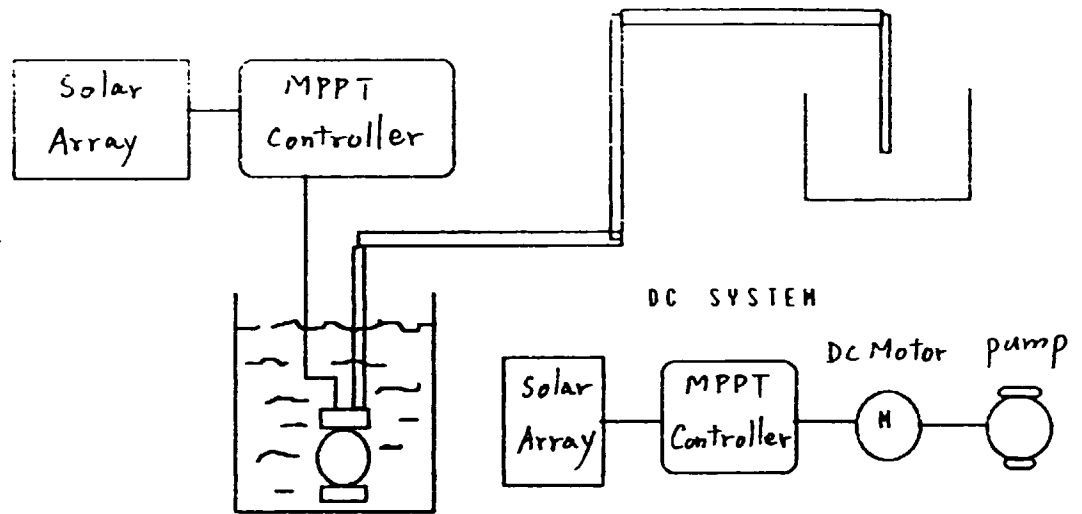 Solar
Array
MPPT
Controller
DC SYSTEM
Solar
Array
MPPT
Controller
DC Motor
M
pump